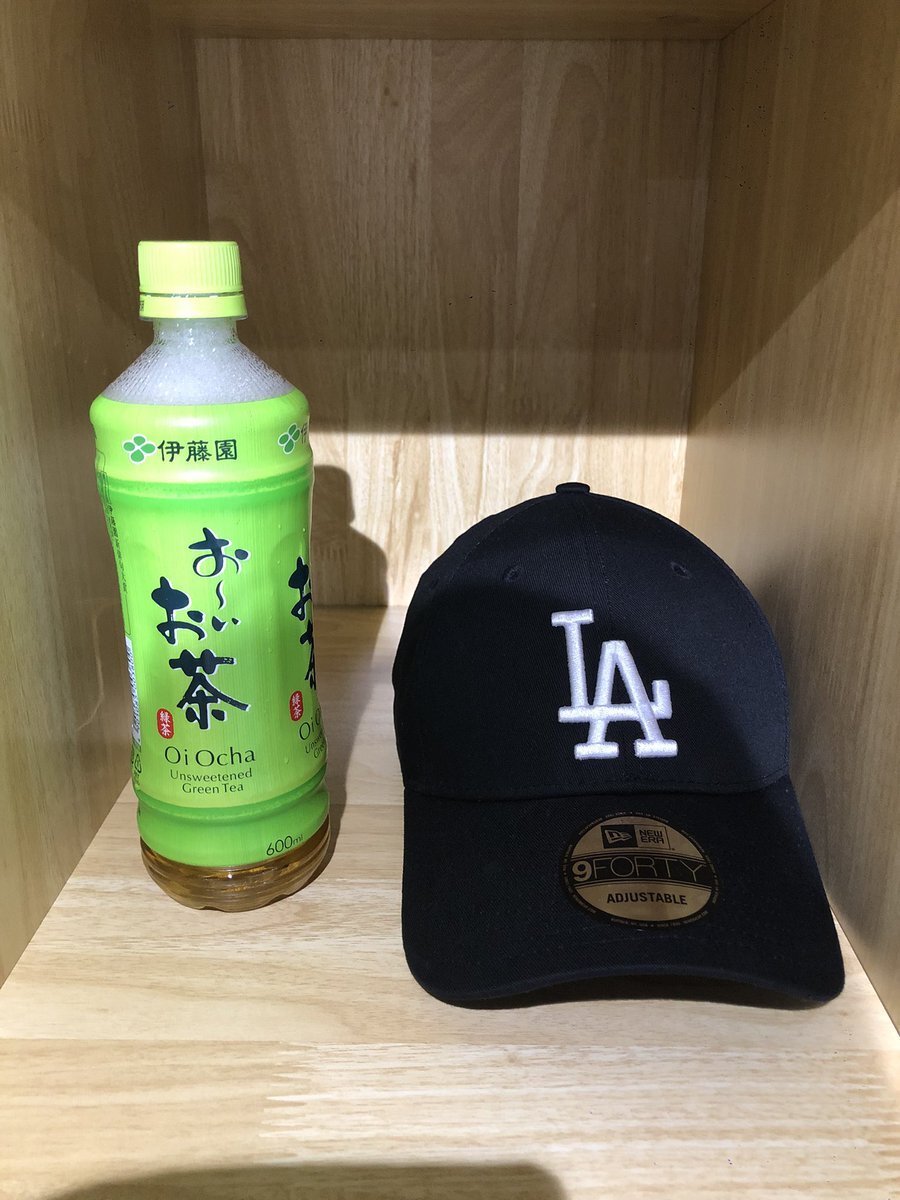 伊藤園
お～い
お茶
緑茶
Oi Ocha
Unsweetened
Green Tea
600ml
LA
NEW
ERA
9FORTY
ADJUSTABLE